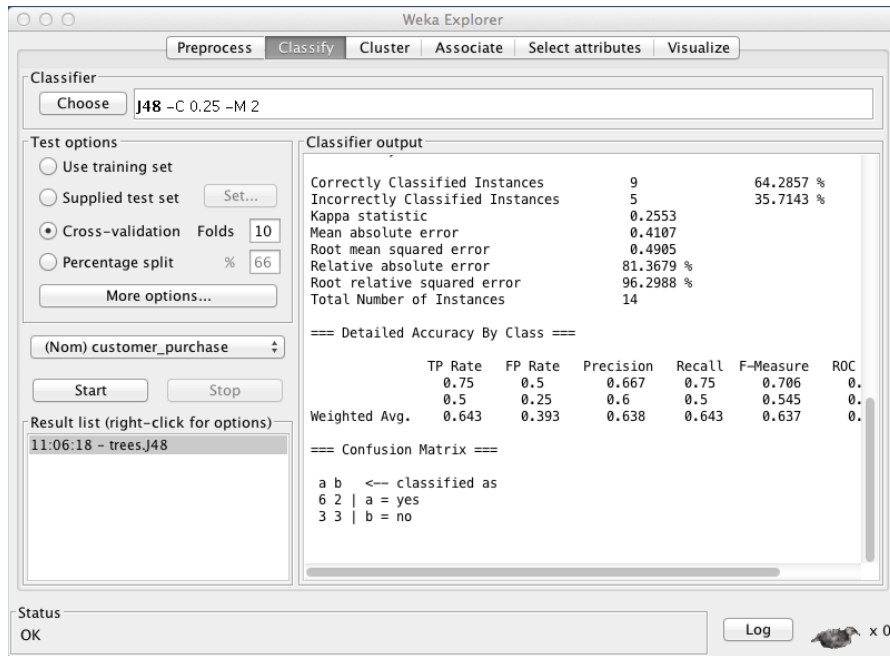 Weka Explorer
Preprocess Classify Cluster Associate Select attributes Visualize
Classifier
Choose J48 -C 0.25 -M 2
Test options
Use training set
Supplied test set Set...
Cross-validation Folds 10
Percentage split % 66
More options...
(Nom) customer_purchase
Start Stop
Result list (right-click for options)
11:06:18 - trees.J48
Classifier output
Correctly Classified Instances 9 64.2857 %
Incorrectly Classified Instances 5 35.7143 %
Kappa statistic 0.2553
Mean absolute error 0.4107
Root mean squared error 0.4905
Relative absolute error 81.3679 %
Root relative squared error 96.2988 %
Total Number of Instances 14
=== Detailed Accuracy By Class ===
TP Rate FP Rate Precision Recall F-Measure ROC
0.75 0.5 0.667 0.75 0.706 0.
0.5 0.25 0.6 0.5 0.545 0.
Weighted Avg. 0.643 0.393 0.638 0.643 0.637 0.
=== Confusion Matrix ===
a b <-- classified as
6 2 | a = yes
3 3 | b = no
Status
OK
Log x 0